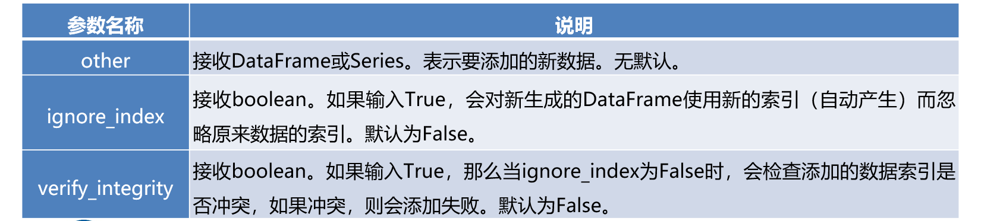 参数名称 说明
other 接收DataFrame或Series。表示要添加的新数据。无默认。
接收boolean。如果输入True，会对新生成的DataFrame使用新的索引（自动产生）而忽
ignore_index
略原来数据的索引。默认为False。
接收boolean。如果输入True，那么当ignore_index为False时，会检查添加的数据索引是
verify_integrity
否冲突，如果冲突，则会添加失败。默认为False。